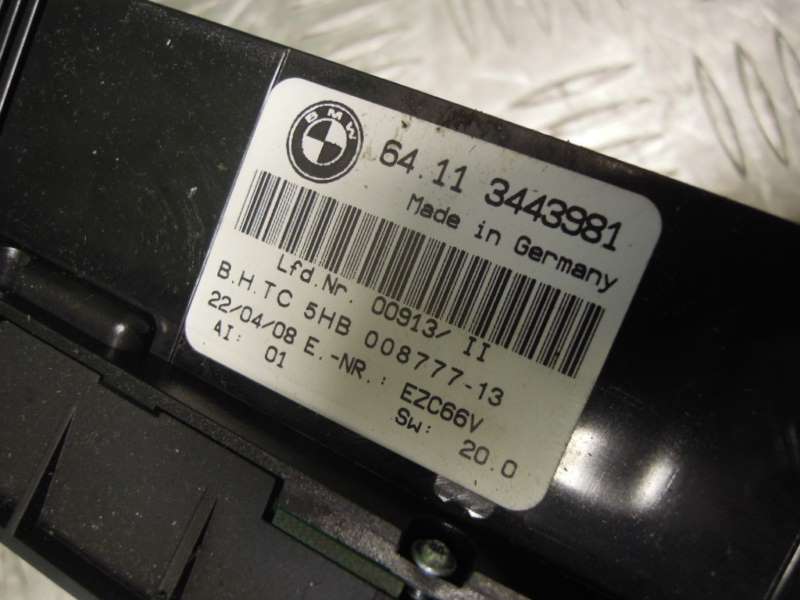 BMW
64.11 3443981
Made in Germany
Lfd.Nr. 00913/ II
B.H.TC 5HB 008777-13
22/04/08 E.-NR.: EZC66V
AI: 01 SW: 20.0